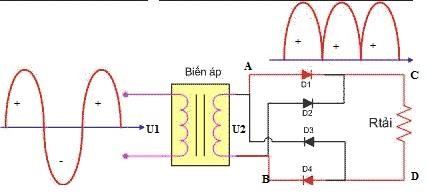 + + +
A
Biến áp
C
+ +
D1
U1
U2
D2
Rtải
D3
-
B
D4
D